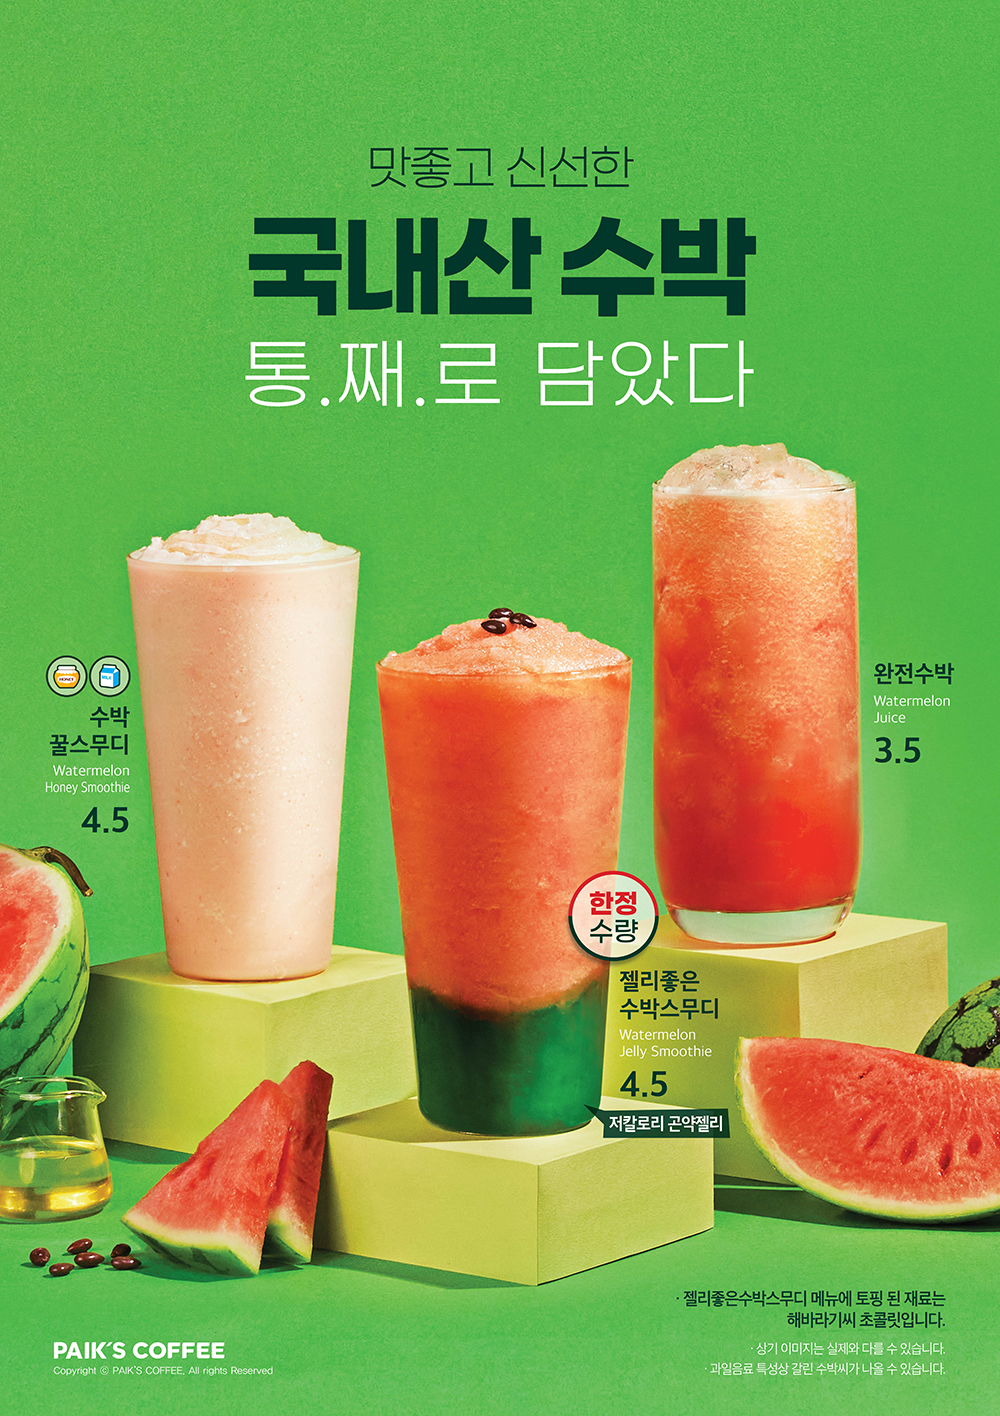 맛좋고 신선한
국내산 수박
통.째.로 담았다
HONEY
MILK
수박
꿀스무디
Watermelon
Honey Smoothie
4.5
완전수박
Watermelon
Juice
3.5
한정
수량
젤리좋은
수박스무디
Watermelon
Jelly Smoothie
4.5
저칼로리 곤약젤리
· 젤리좋은수박스무디 메뉴에 토핑 된 재료는
해바라기씨 초콜릿입니다.
· 상기 이미지는 실제와 다를 수 있습니다.
· 과일음료 특성상 갈린 수박씨가 나올 수 있습니다.
PAIK'S COFFEE
Copyright © PAIK'S COFFEE, All rights Reserved